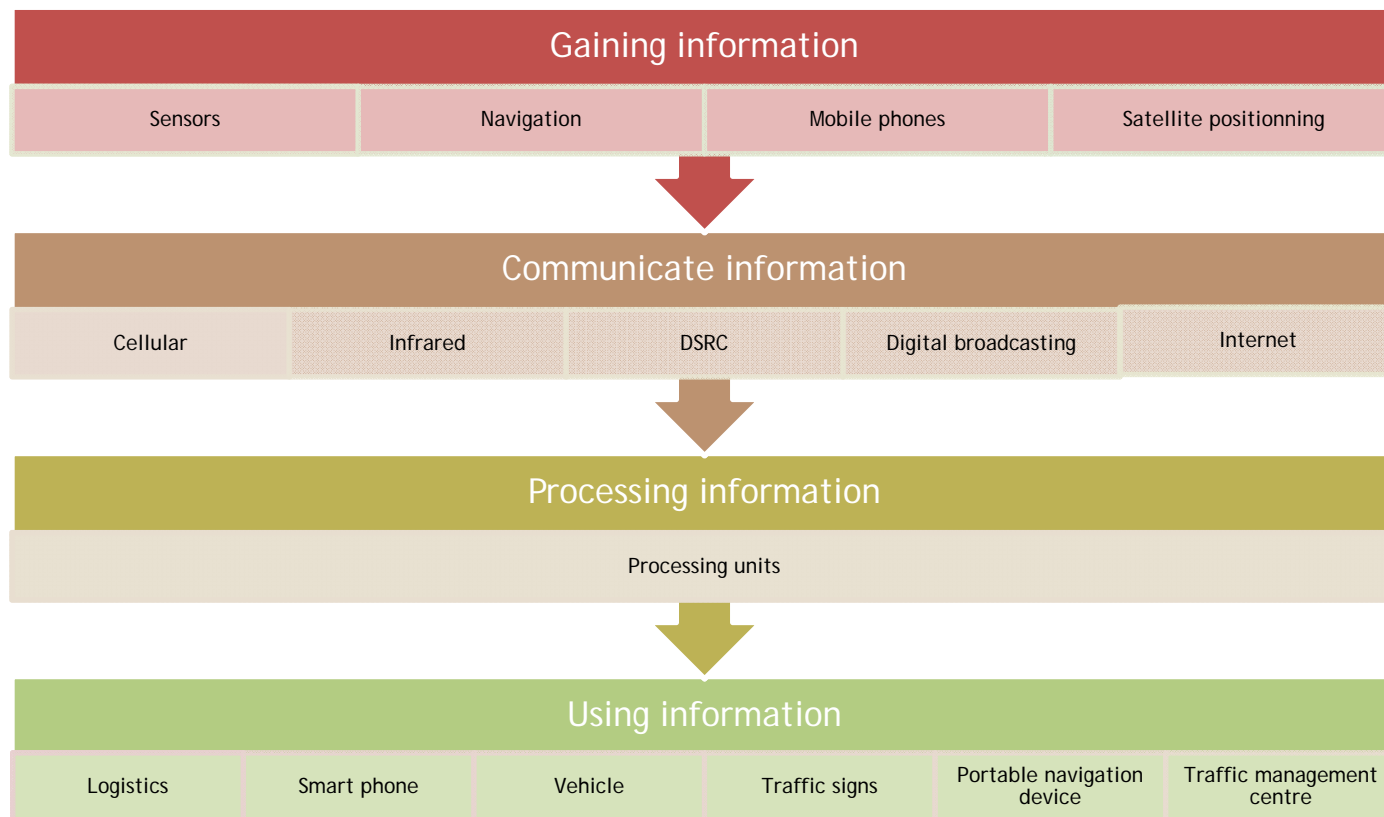 Gaining information
Sensors
Navigation
Mobile phones
Satellite positionning
Communicate information
Cellular
Infrared
DSRC
Digital broadcasting
Internet
Processing information
Processing units
Using information
Logistics
Smart phone
Vehicle
Traffic signs
Portable navigation
device
Traffic management
centre